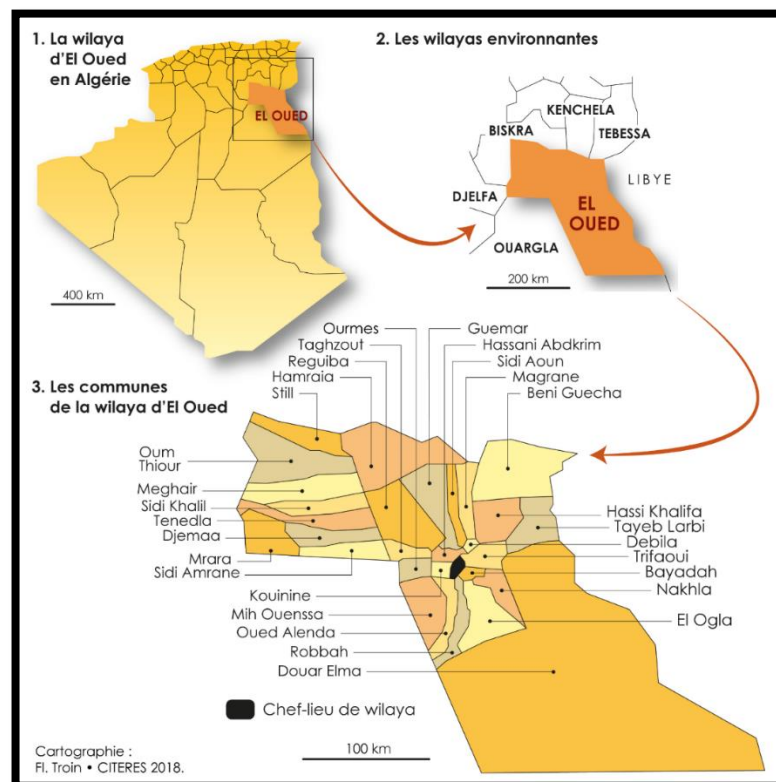 1. La wilaya
d'El Oued
en Algérie
EL OUED
400 km
2. Les wilayas environnantes
KENCHELA
BISKRA
TEBESSA
LIBYE
DJELFA
EL
OUED
OUARGLA
200 km
3. Les communes
de la wilaya d'El Oued
Ourmes
Taghzout
Reguiba
Hamraia
Still
Guemar
Hassani Abdkrim
Sidi Aoun
Magrane
Beni Guecha
Oum
Thiour
Meghair
Sidi Khalil
Tenedla
Djemaa
Mrara
Sidi Amrane
Hassi Khalifa
Tayeb Larbi
Debila
Trifaoui
Bayadah
Nakhla
El Ogla
Kouinine
Mih Ouenssa
Oued Alenda
Robbah
Douar Elma
Chef-lieu de wilaya
100 km
Cartographie :
Fl. Troin • CITERES 2018.